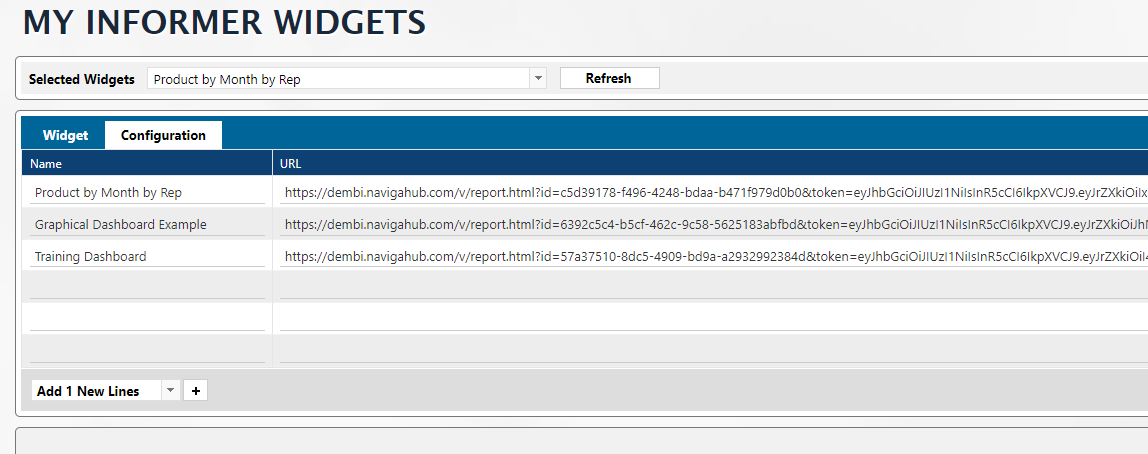 MY INFORMER WIDGETS
Selected Widgets Product by Month by Rep Refresh
Widget Configuration
Name URL
Product by Month by Rep https://dembi.navigahub.com/v/report.html?id=c5d39178-f496-4248-bdaa-b471f979d0b0&token=eyJhbGciOiJIUzI1NiIsInR5cCI6IkpXVCJ9.eyJrZXkiOiIx
Graphical Dashboard Example https://dembi.navigahub.com/v/report.html?id=6392c5c4-b5cf-462c-9c58-5625183abfbd&token=eyJhbGciOiJIUzI1NiIsInR5cCI6IkpXVCJ9.eyJrZXkiOiJhN
Training Dashboard https://dembi.navigahub.com/v/report.html?id=57a37510-8dc5-4909-bd9a-a2932992384d&token=eyJhbGciOiJIUzI1NiIsInR5cCI6IkpXVCJ9.eyJrZXkiOiI4
Add 1 New Lines +